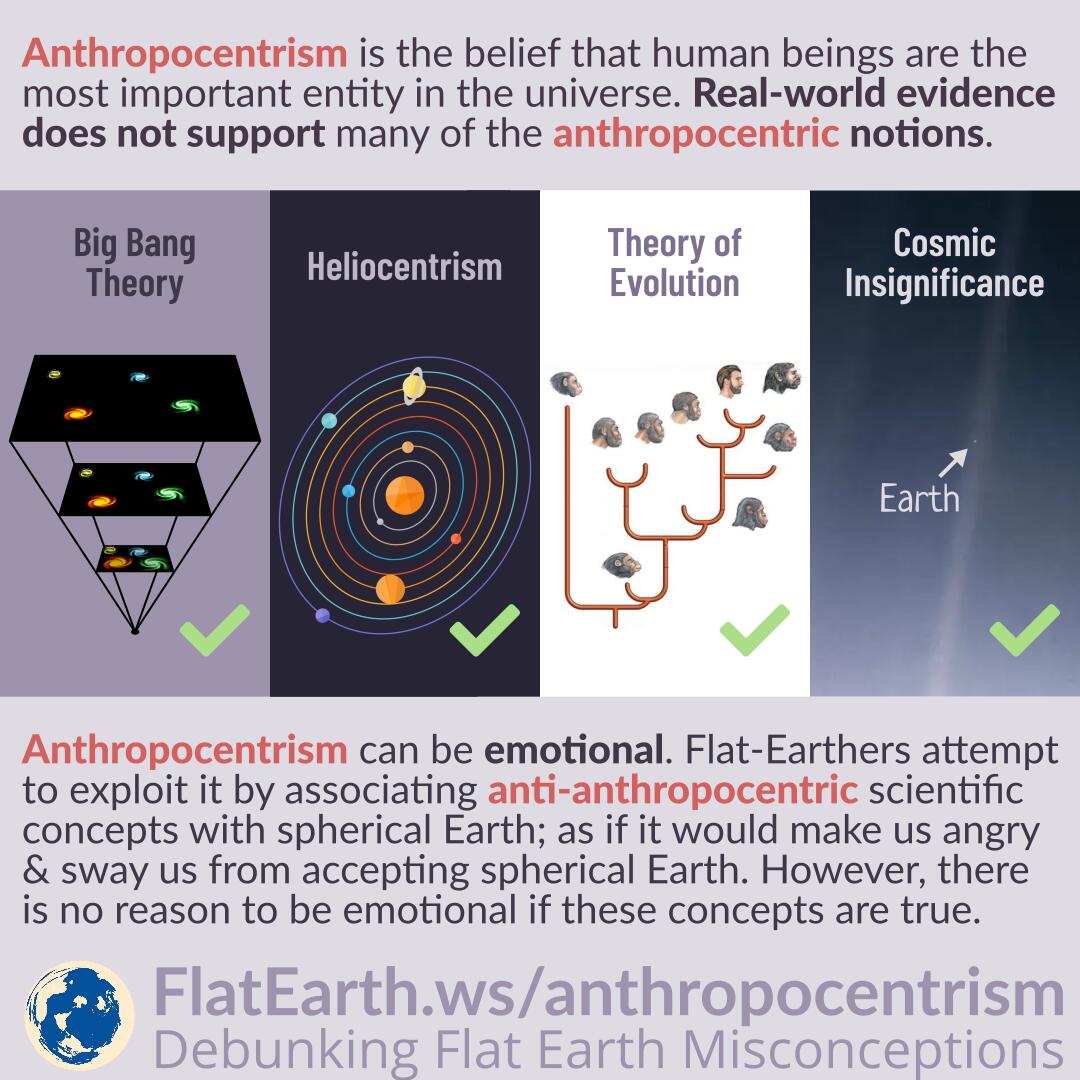 Anthropocentrism is the belief that human beings are the
most important entity in the universe. Real-world evidence
does not support many of the anthropocentric notions.
Big Bang
Theory
Heliocentrism
Theory of
Evolution
Cosmic
Insignificance
Earth
Anthropocentrism can be emotional. Flat-Earthers attempt
to exploit it by associating anti-anthropocentric scientific
concepts with spherical Earth; as if it would make us angry
& sway us from accepting spherical Earth. However, there
is no reason to be emotional if these concepts are true.
FlatEarth.ws/anthropocentrism
Debunking Flat Earth Misconceptions